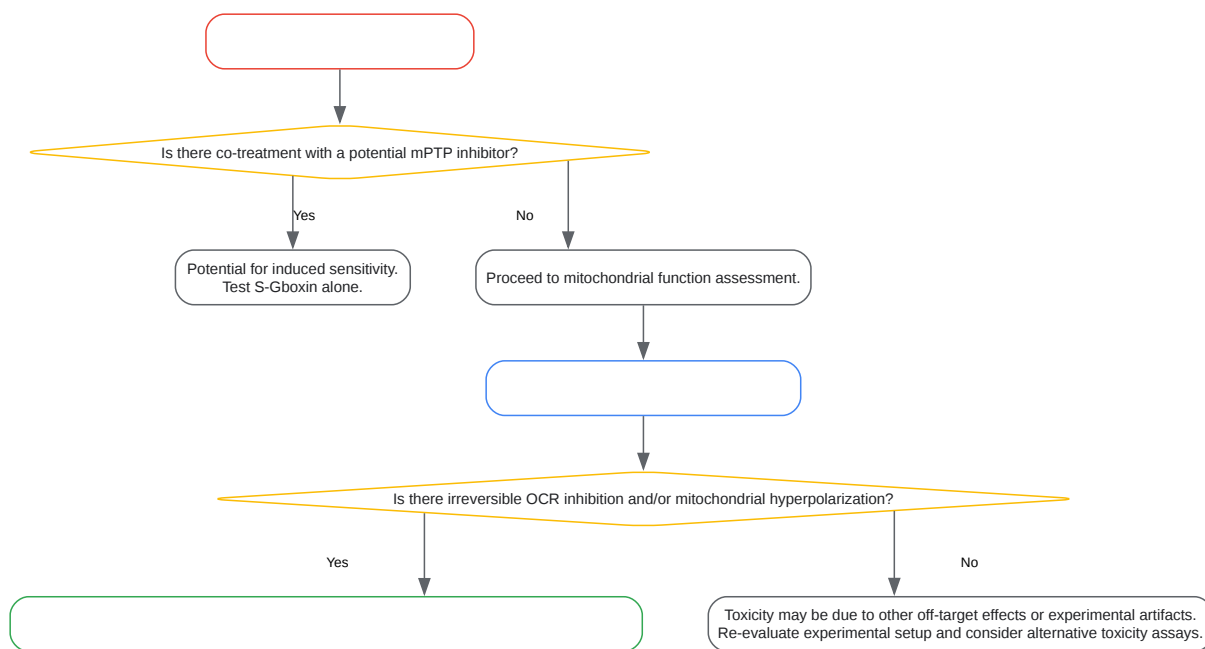 Is there co-treatment with a potential mPTP inhibitor?
Yes
No
Potential for induced sensitivity.
Test S-Gboxin alone.
Proceed to mitochondrial function assessment.
Is there irreversible OCR inhibition and/or mitochondrial hyperpolarization?
Yes
No
Toxicity may be due to other off-target effects or experimental artifacts.
Re-evaluate experimental setup and consider alternative toxicity assays.